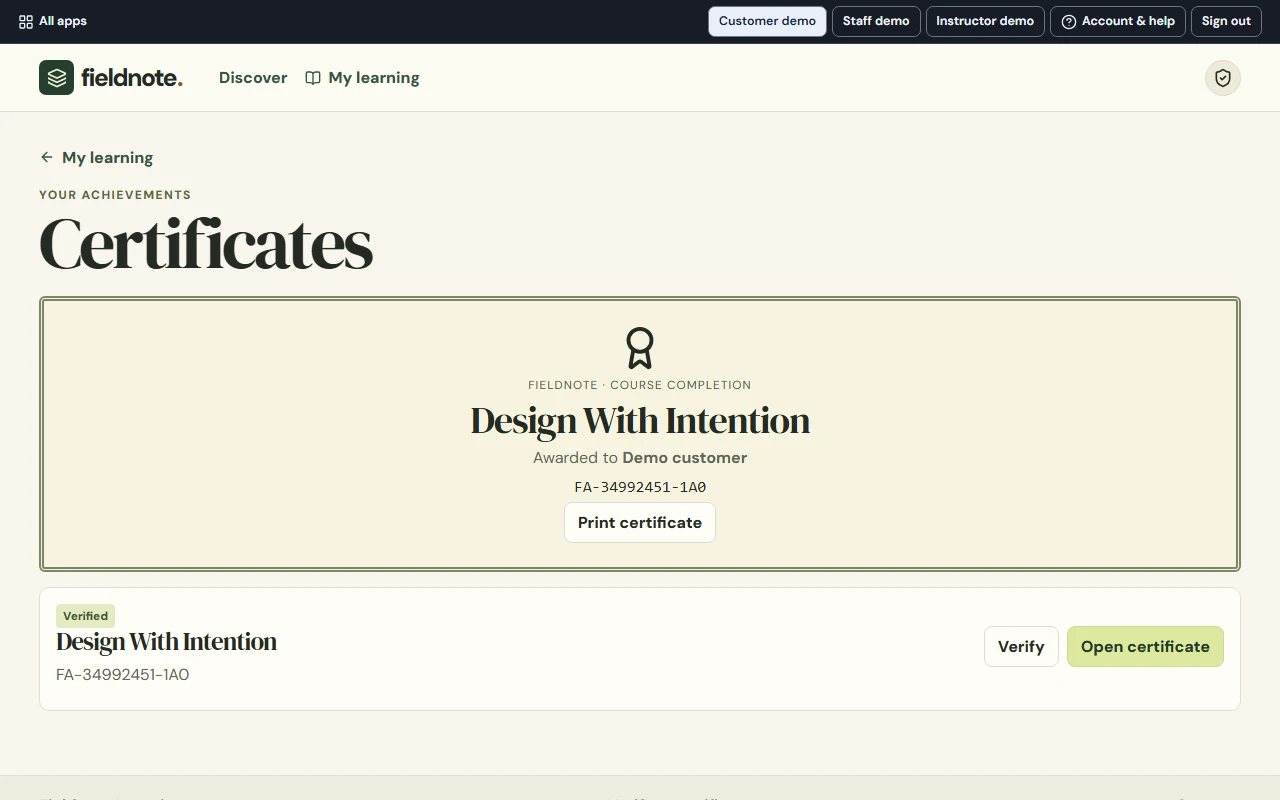 All apps
Customer demo
Staff demo
Instructor demo
Account & help
Sign out
fieldnote.
Discover
My learning
My learning
YOUR ACHIEVEMENTS
Certificates
FIELDNOTE · COURSE COMPLETION
Design With Intention
Awarded to Demo customer
FA-34992451-1A0
Print certificate
Verified
Design With Intention
FA-34992451-1A0
Verify
Open certificate